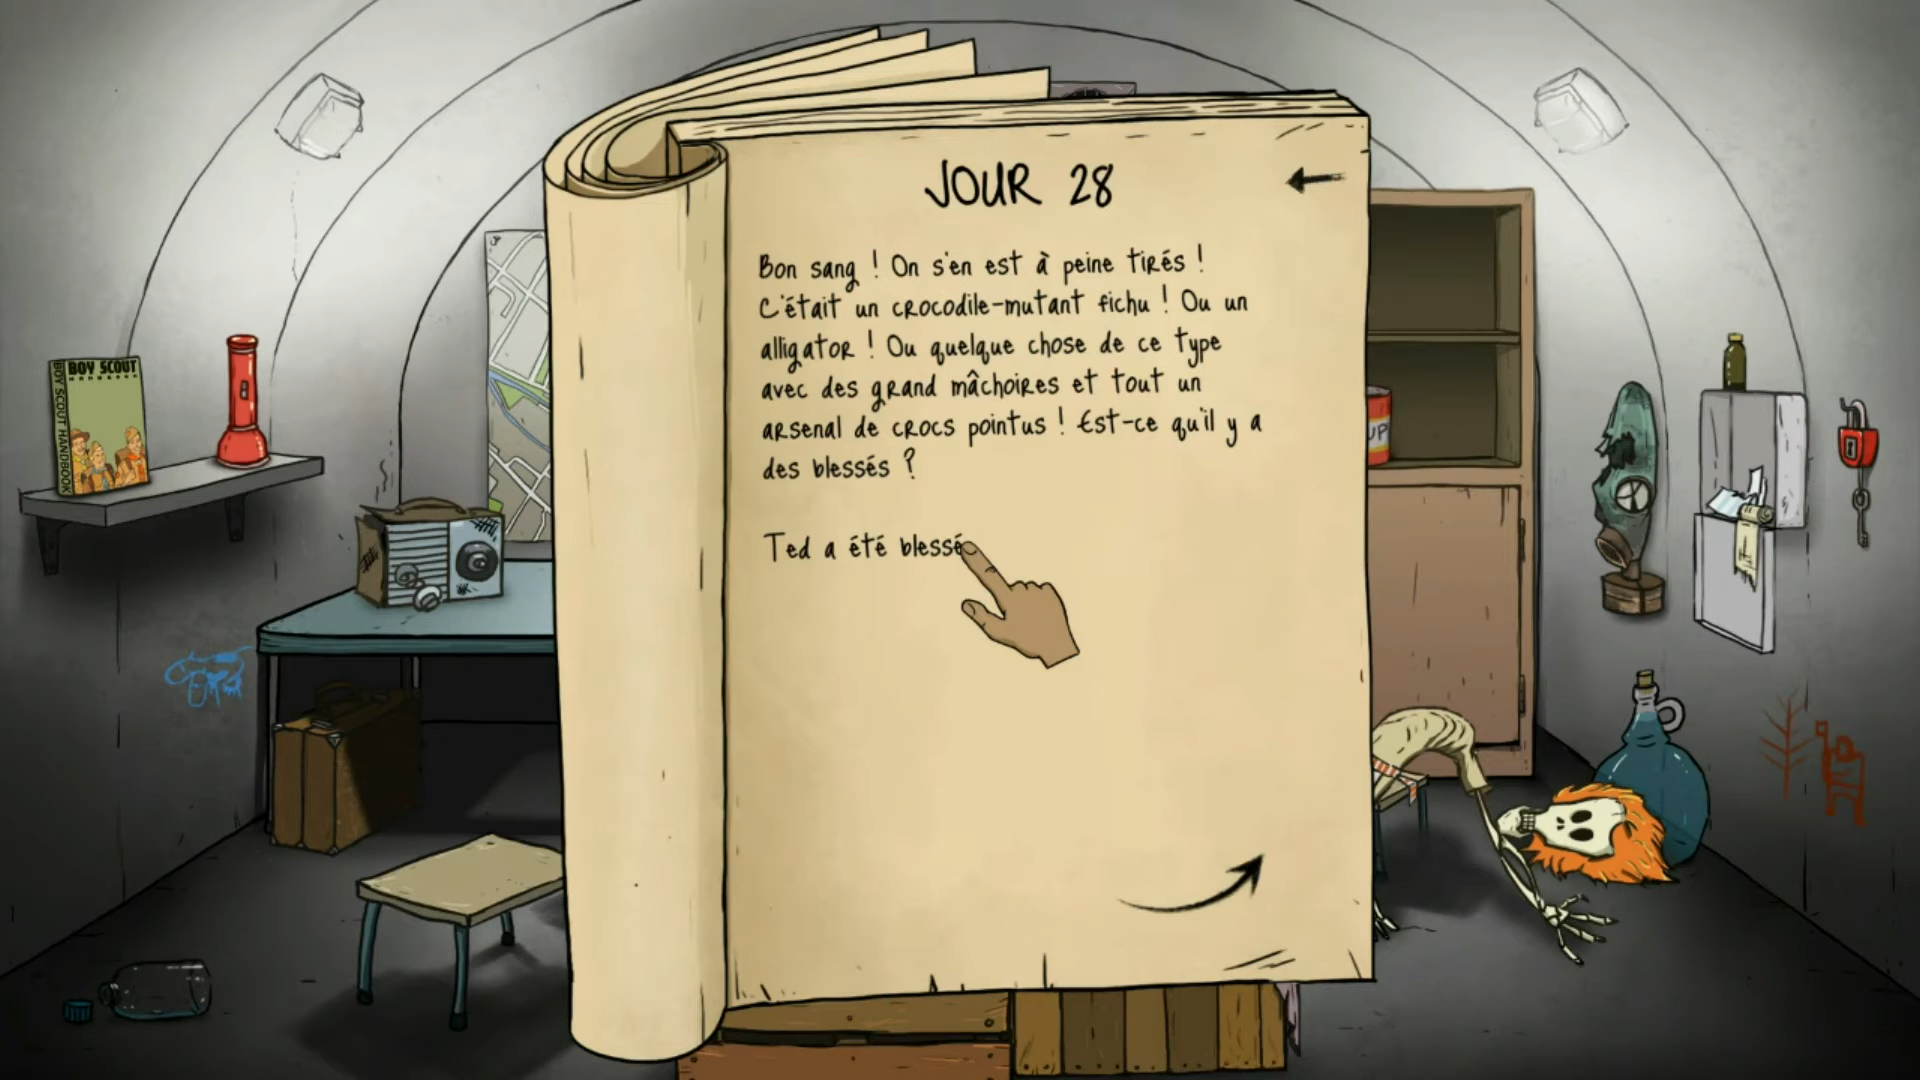 JOUR 28
Bon sang ! On s'en est à peine tirés !
C'était un crocodile-mutant fichu ! Ou un
alligator ! Ou quelque chose de ce type
avec des grand mâchoires et tout un
arsenal de crocs pointus ! Est-ce qu'il y a
des blessés ?
Ted a été blessé
BOY SCOUT
HANDBOOK
BOY SCOUT HANDBOOK
UP